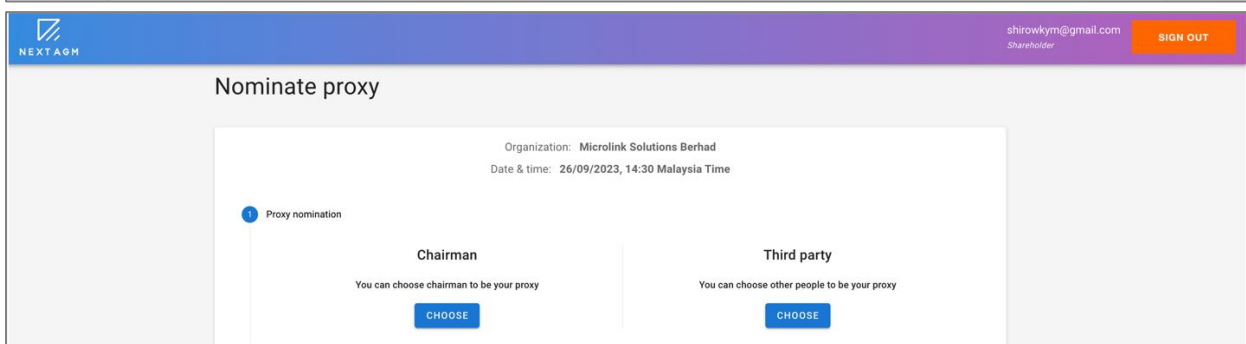 NEXT AGM
shirowkym@gmail.com
Shareholder
SIGN OUT
Nominate proxy
Organization: Microlink Solutions Berhad
Date & time: 26/09/2023, 14:30 Malaysia Time
1 Proxy nomination
Chairman
You can choose chairman to be your proxy
CHOOSE
Third party
You can choose other people to be your proxy
CHOOSE